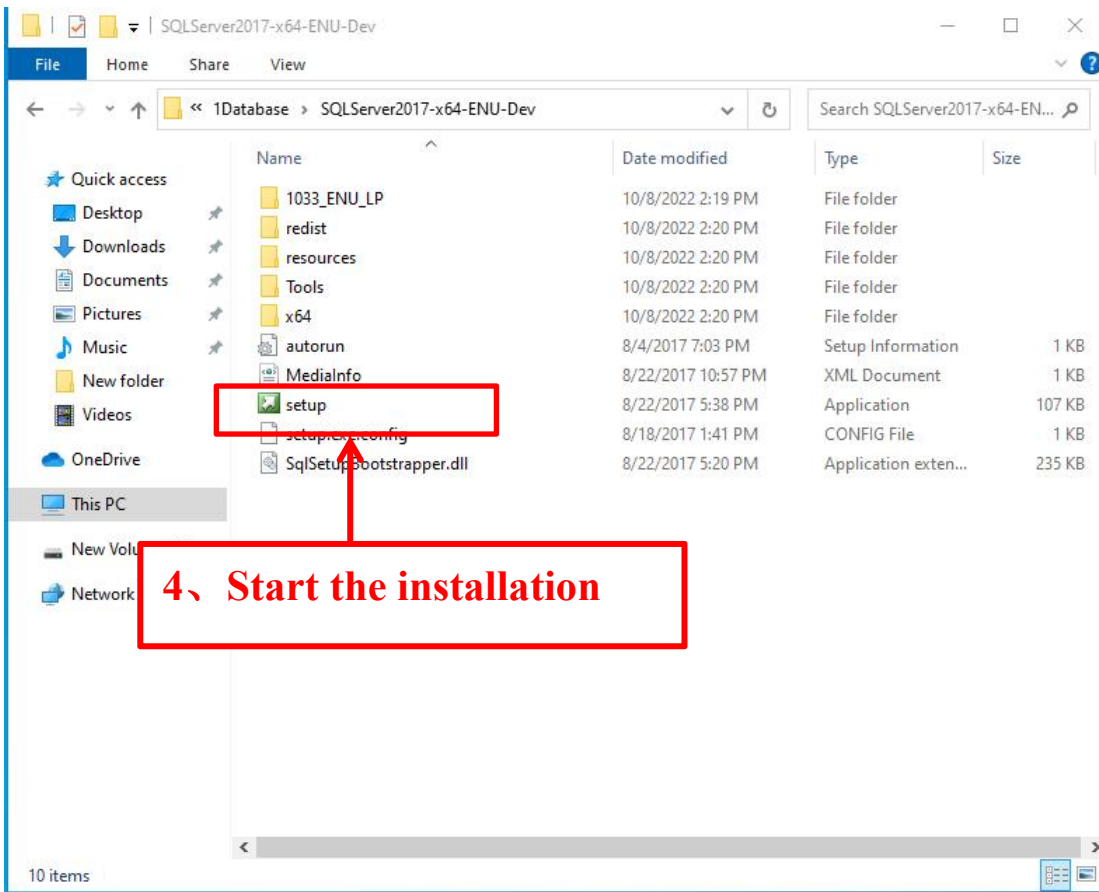 SQLServer2017-x64-ENU-Dev
File Home Share View
« 1Database › SQLServer2017-x64-ENU-Dev Search SQLServer2017-x64-EN...
Name Date modified Type Size
Quick access
Desktop
Downloads
Documents
Pictures
Music
New folder
Videos
OneDrive
This PC
New Volu
Network
1033_ENU_LP 10/8/2022 2:19 PM File folder
redist 10/8/2022 2:20 PM File folder
resources 10/8/2022 2:20 PM File folder
Tools 10/8/2022 2:20 PM File folder
x64 10/8/2022 2:20 PM File folder
autorun 8/4/2017 7:03 PM Setup Information 1 KB
MediaInfo 8/22/2017 10:57 PM XML Document 1 KB
setup 8/22/2017 5:38 PM Application 107 KB
setup.exe.config 8/18/2017 1:41 PM CONFIG File 1 KB
SqlSetupBootstrapper.dll 8/22/2017 5:20 PM Application exten... 235 KB
4、Start the installation
10 items